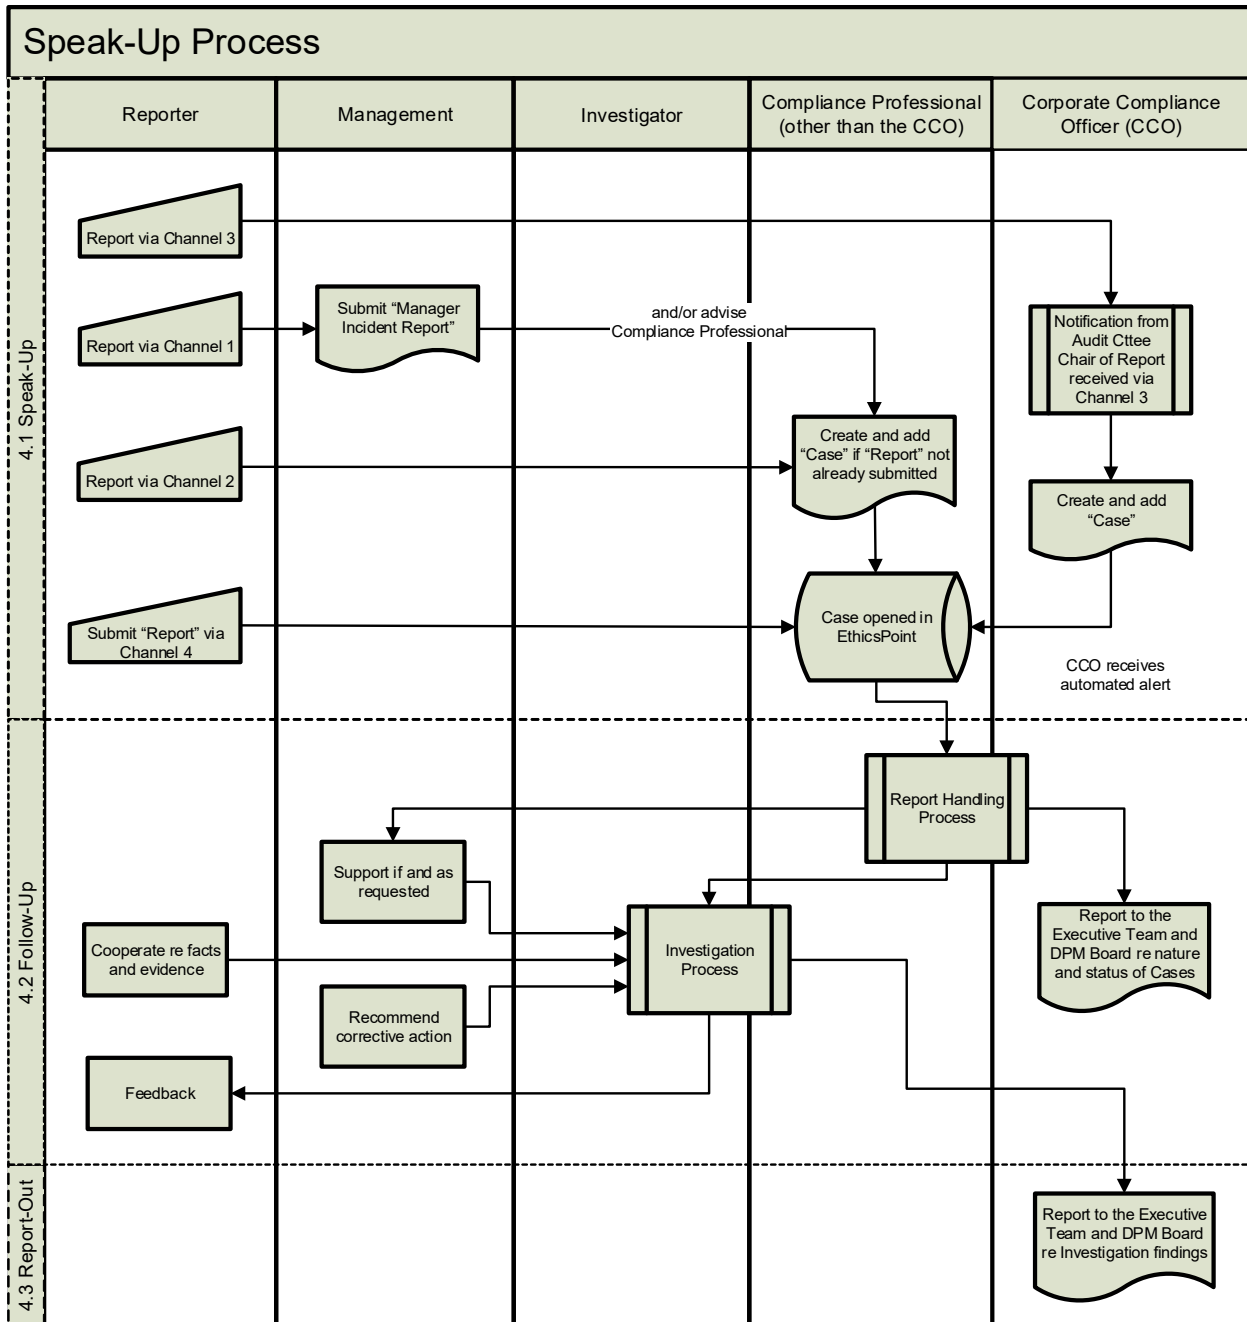 Speak-Up Process
Reporter
Management
Investigator
Compliance Professional
(other than the CCO)
Corporate Compliance
Officer (CCO)
4.1 Speak-Up
Report via Channel 3
Report via Channel 1
Submit “Manager
Incident Report”
and/or advise
Compliance Professional
Notification from
Audit Cttee
Chair of Report
received via
Channel 3
Report via Channel 2
Create and add
“Case” if “Report” not
already submitted
Create and add
“Case”
Submit “Report” via
Channel 4
Case opened in
EthicsPoint
CCO receives
automated alert
4.2 Follow-Up
Report Handling
Process
Support if and as
requested
Cooperate re facts
and evidence
Investigation
Process
Report to the
Executive Team and
DPM Board re nature
and status of Cases
Recommend
corrective action
Feedback
4.3 Report-Out
Report to the Executive
Team and DPM Board
re Investigation findings